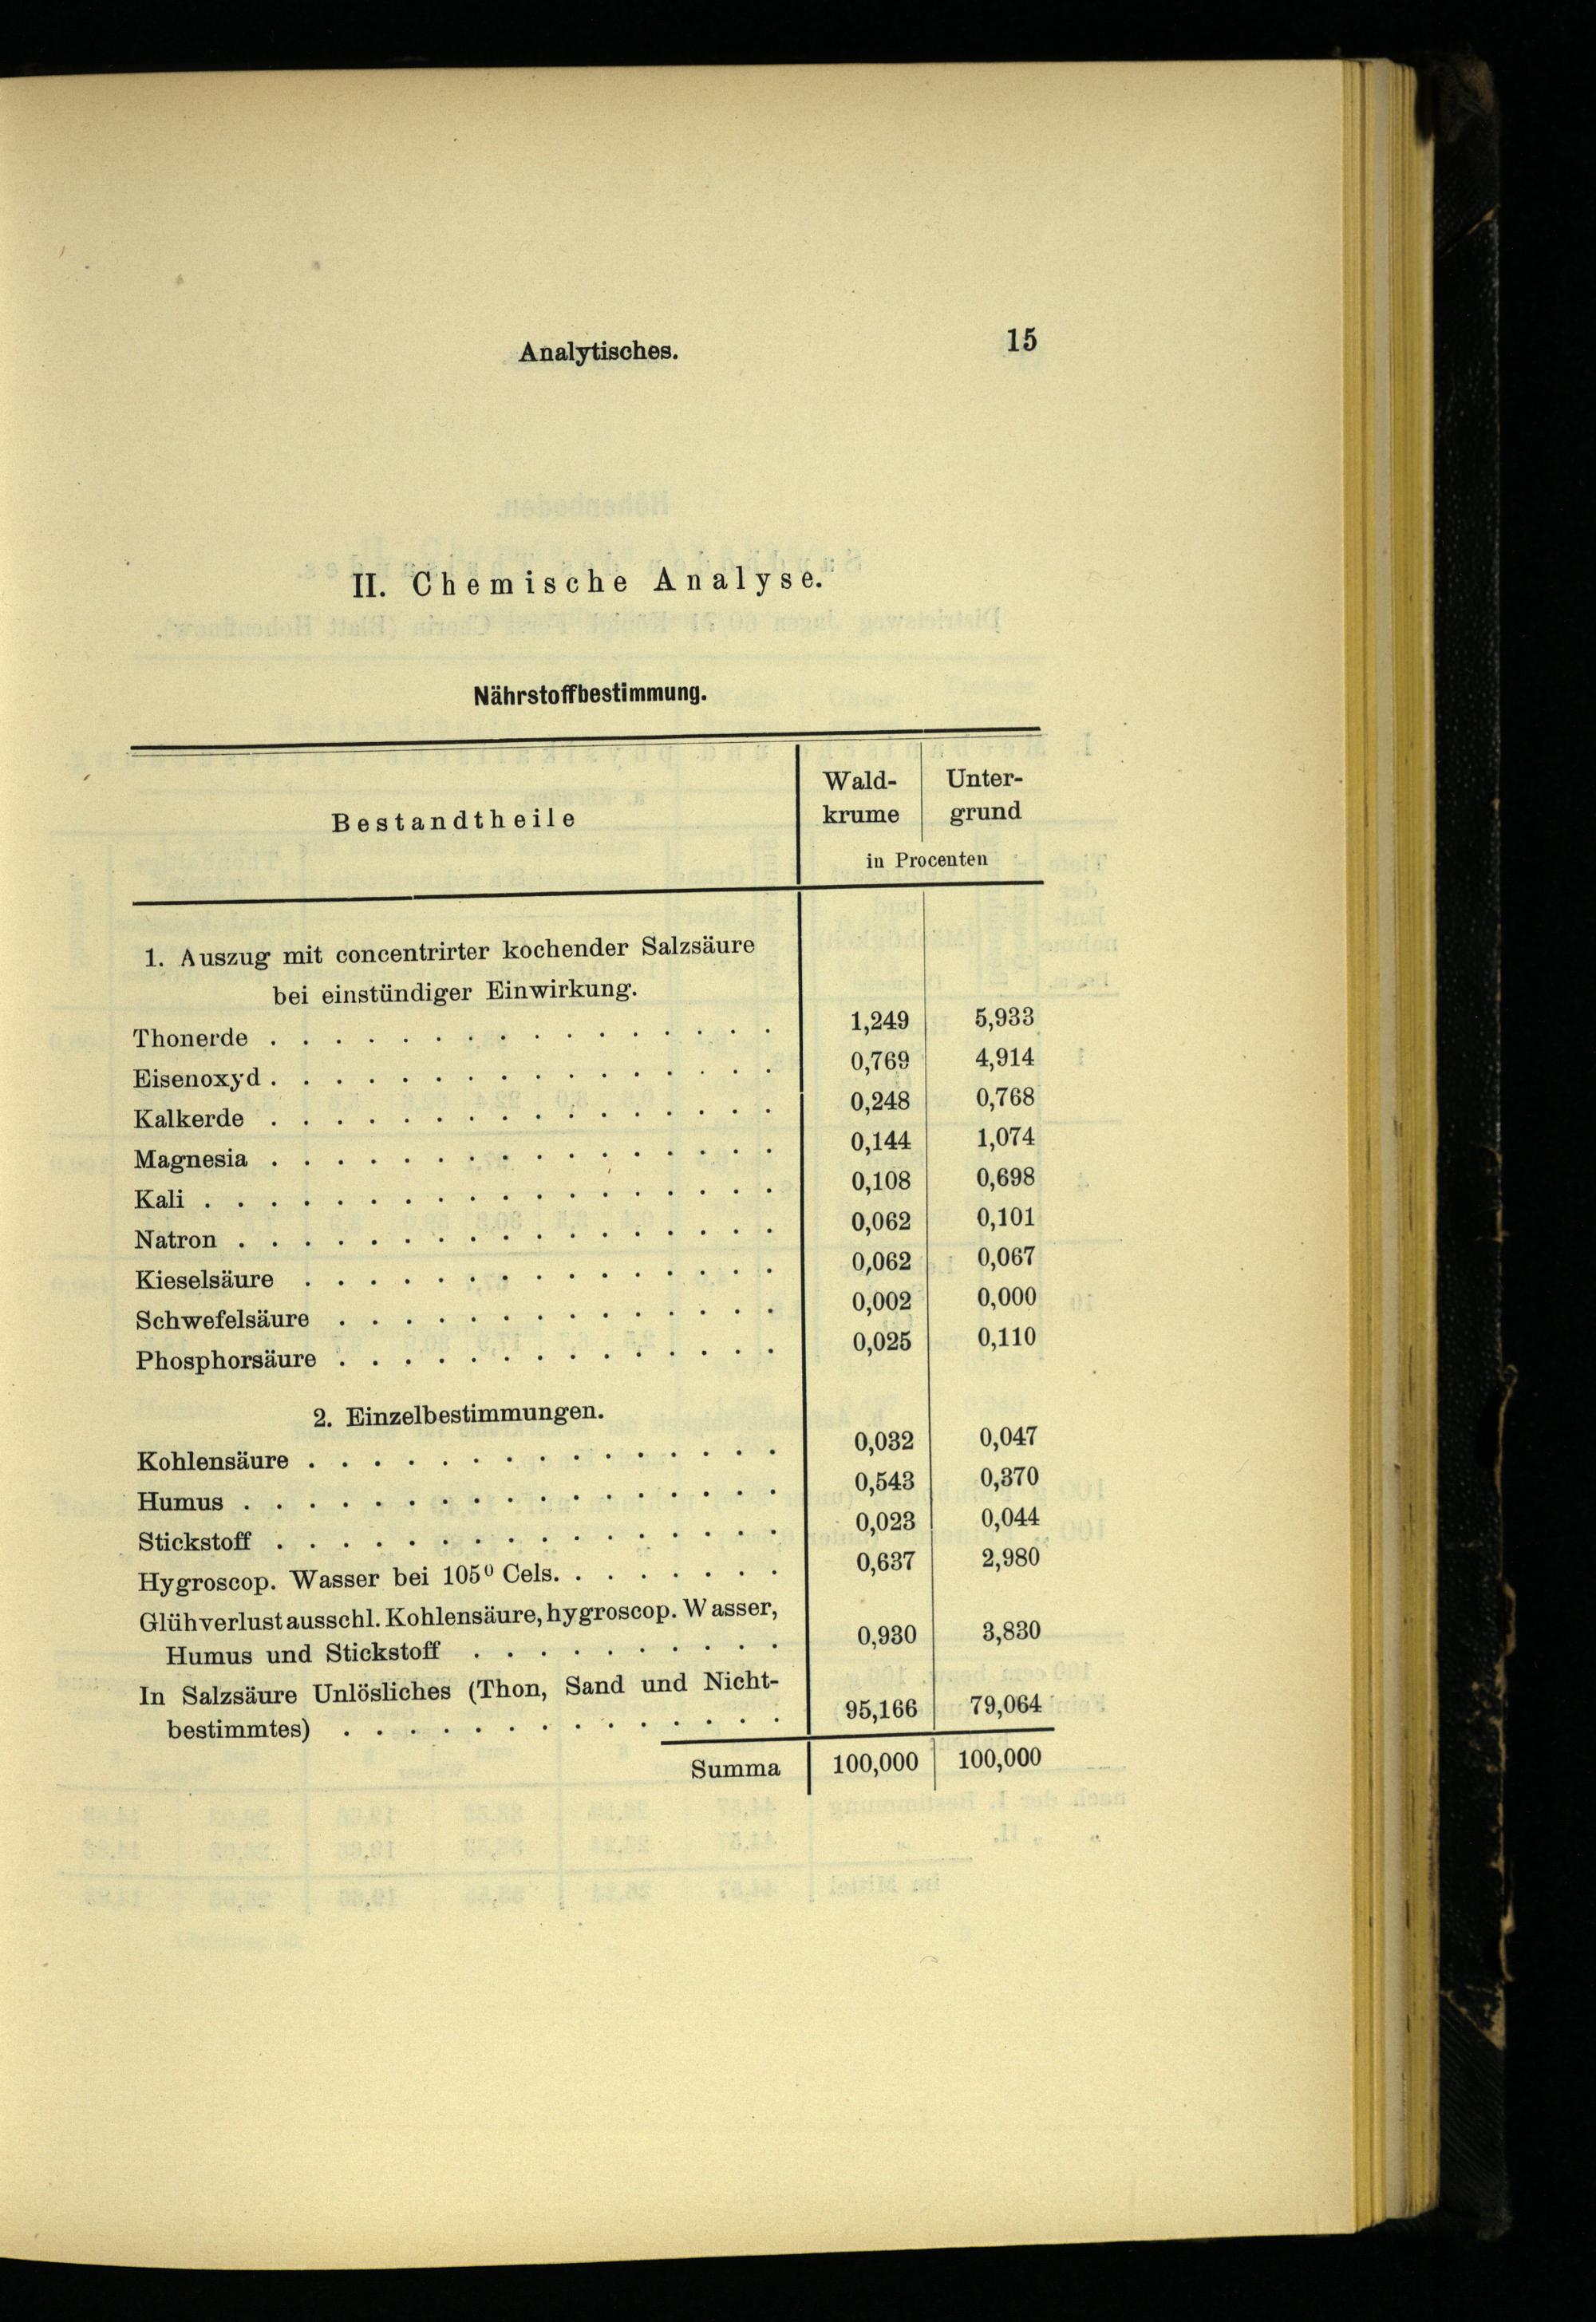 Analytisches. 15
II. Chemische Analyse.
Nährstoffbestimmung.
Bestandtheile
Wald-
krume
Unter-
grund
in Procenten
1. Auszug mit concentrirter kochender Salzsäure
bei einstündiger Einwirkung.
Thonerde . . . . . . . . . . . . . . . . 1,249 5,933
Eisenoxyd . . . . . . . . . . . . . . . . 0,769 4,914
Kalkerde . . . . . . . . . . . . . . . . 0,248 0,768
Magnesia . . . . . . . . . . . . . . . . 0,144 1,074
Kali . . . . . . . . . . . . . . . . . . 0,108 0,698
Natron . . . . . . . . . . . . . . . . . 0,062 0,101
Kieselsäure . . . . . . . . . . . . . . . 0,062 0,067
Schwefelsäure . . . . . . . . . . . . . . 0,002 0,000
Phosphorsäure . . . . . . . . . . . . . . 0,025 0,110
2. Einzelbestimmungen.
Kohlensäure . . . . . . . . . . . . . . . 0,032 0,047
Humus . . . . . . . . . . . . . . . . . 0,543 0,370
Stickstoff . . . . . . . . . . . . . . . . 0,023 0,044
Hygroscop. Wasser bei 105⁰ Cels. . . . . . . . 0,637 2,980
Glühverlust ausschl. Kohlensäure, hygroscop. Wasser,
Humus und Stickstoff . . . . . . . . . . 0,930 3,830
In Salzsäure Unlösliches (Thon, Sand und Nicht-
bestimmtes) . . . . . . . . . . . . . . 95,166 79,064
Summa 100,000 100,000